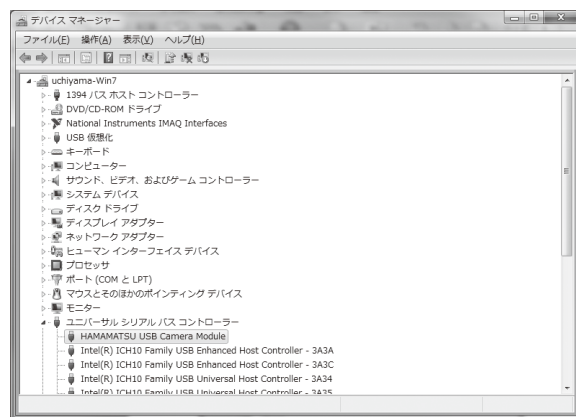 デバイス マネージャー
ファイル(F) 操作(A) 表示(V) ヘルプ(H)
uchiyama-Win7
1394 バス ホスト コントローラー
DVD/CD-ROM ドライブ
National Instruments IMAQ Interfaces
USB 仮想化
キーボード
コンピューター
サウンド、ビデオ、およびゲーム コントローラー
システム デバイス
ディスク ドライブ
ディスプレイ アダプター
ネットワーク アダプター
ヒューマン インターフェイス デバイス
プロセッサ
ポート (COM と LPT)
マウスとそのほかのポインティング デバイス
モニター
ユニバーサル シリアル バス コントローラー
HAMAMATSU USB Camera Module
Intel(R) ICH10 Family USB Enhanced Host Controller - 3A3A
Intel(R) ICH10 Family USB Enhanced Host Controller - 3A3C
Intel(R) ICH10 Family USB Universal Host Controller - 3A34
Intel(R) ICH10 Family USB Universal Host Controller - 3A35